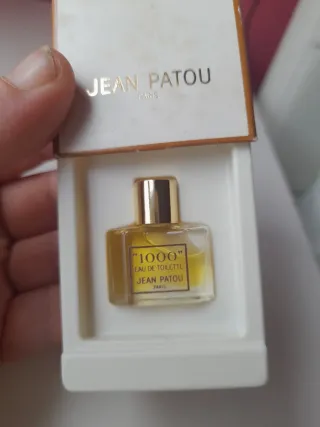 JEAN PATOU
PARIS
"1000"
EAU DE TOILETTE
JEAN PATOU
PARIS